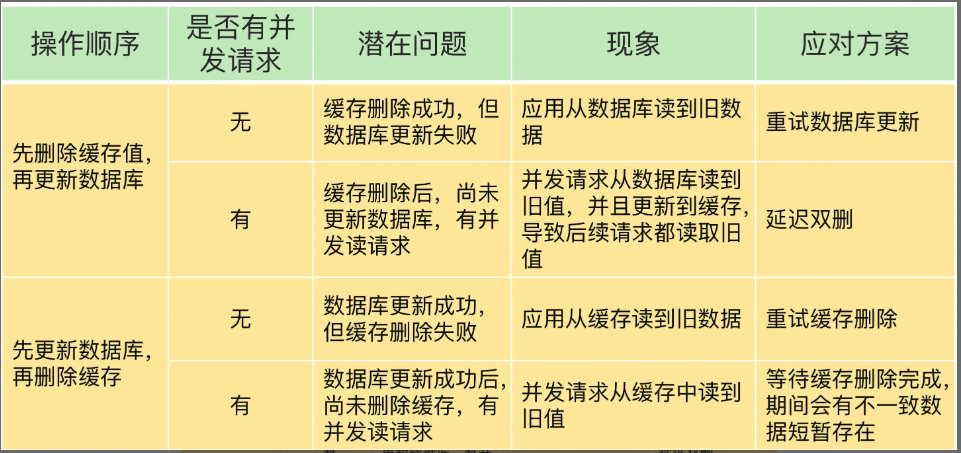 操作顺序
是否有并
发请求
潜在问题
现象
应对方案
先删除缓存值，
再更新数据库
无
缓存删除成功，但
数据库更新失败
应用从数据库读到旧数
据
重试数据库更新
有
缓存删除后，尚未
更新数据库，有并
发读请求
并发请求从数据库读到
旧值，并且更新到缓存，
导致后续请求都读取旧
值
延迟双删
先更新数据库，
再删除缓存
无
数据库更新成功，
但缓存删除失败
应用从缓存读到旧数据
重试缓存删除
有
数据库更新成功后，
尚未删除缓存，有
并发读请求
并发请求从缓存中读到
旧值
等待缓存删除完成，
期间会有不一致数
据短暂存在